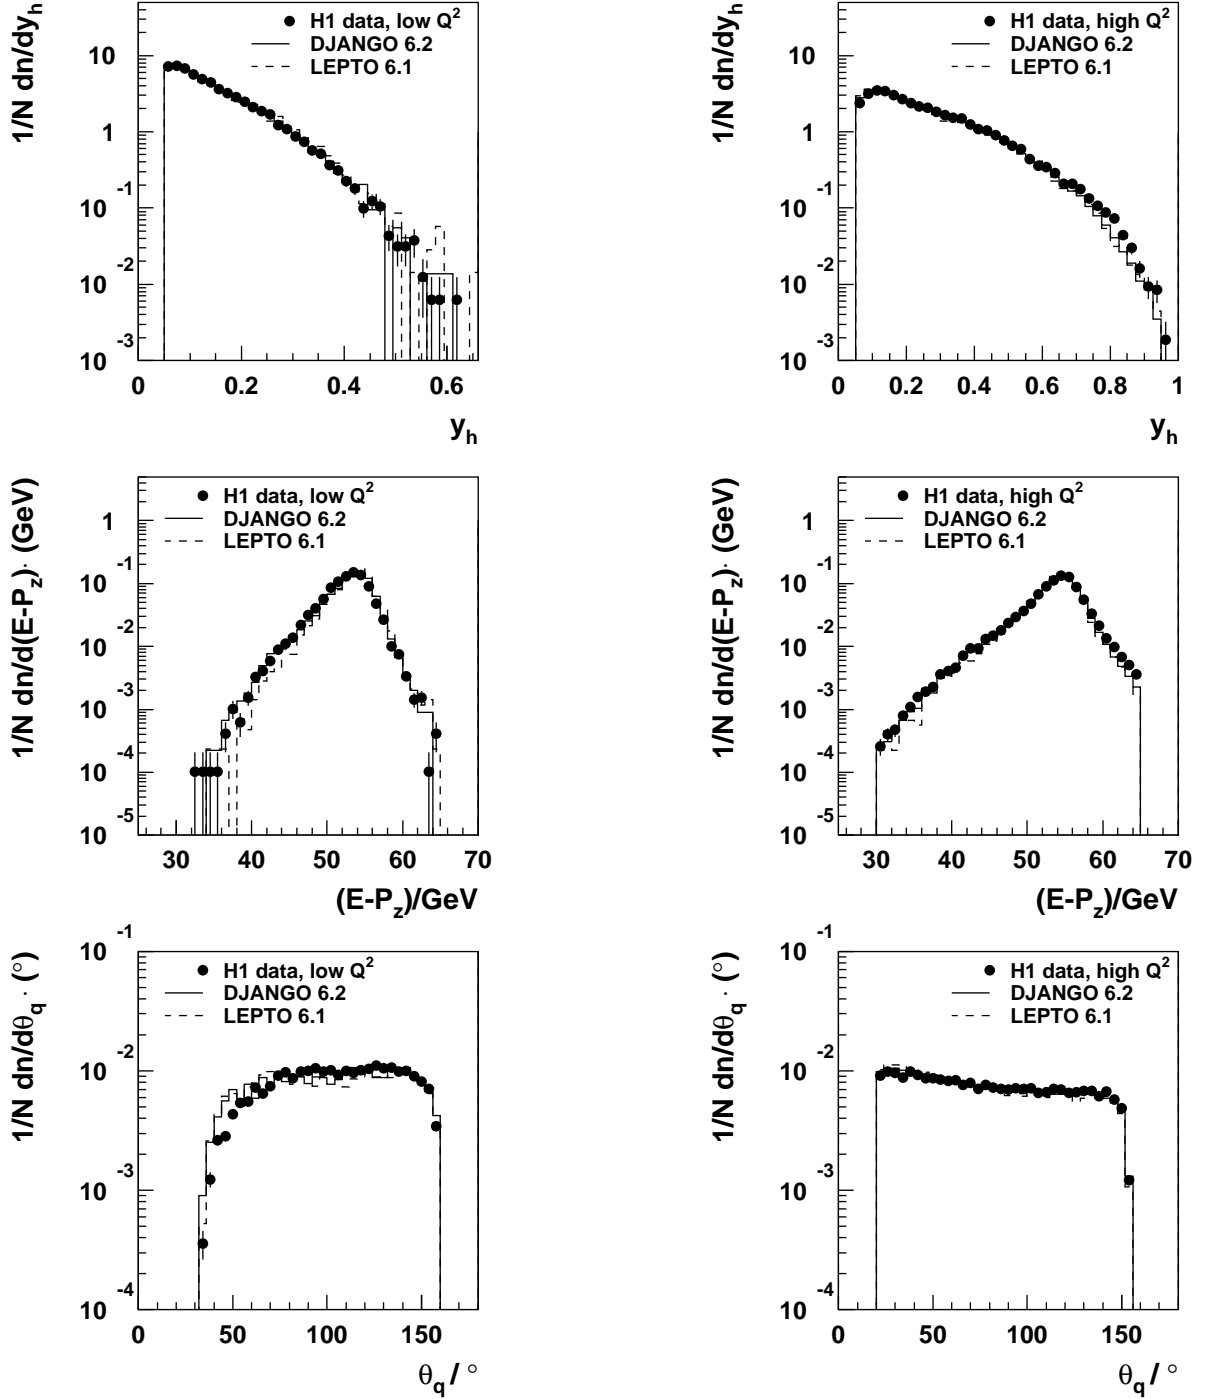 1/N dn/dy_h
H1 data, low Q²
DJANGO 6.2
LEPTO 6.1
10
1
10⁻¹
10⁻²
10⁻³
0 0.2 0.4 0.6
y_h
1/N dn/dy_h
H1 data, high Q²
DJANGO 6.2
LEPTO 6.1
10
1
10⁻¹
10⁻²
10⁻³
0 0.2 0.4 0.6 0.8 1
y_h
1/N dn/d(E-P_z)· (GeV)
H1 data, low Q²
DJANGO 6.2
LEPTO 6.1
1
10⁻¹
10⁻²
10⁻³
10⁻⁴
10⁻⁵
30 40 50 60 70
(E-P_z)/GeV
1/N dn/d(E-P_z)· (GeV)
H1 data, high Q²
DJANGO 6.2
LEPTO 6.1
1
10⁻¹
10⁻²
10⁻³
10⁻⁴
10⁻⁵
30 40 50 60 70
(E-P_z)/GeV
1/N dn/dθ_q · (°)
H1 data, low Q²
DJANGO 6.2
LEPTO 6.1
10⁻¹
10⁻²
10⁻³
10⁻⁴
0 50 100 150
θ_q / °
1/N dn/dθ_q · (°)
H1 data, high Q²
DJANGO 6.2
LEPTO 6.1
10⁻¹
10⁻²
10⁻³
10⁻⁴
0 50 100 150
θ_q / °